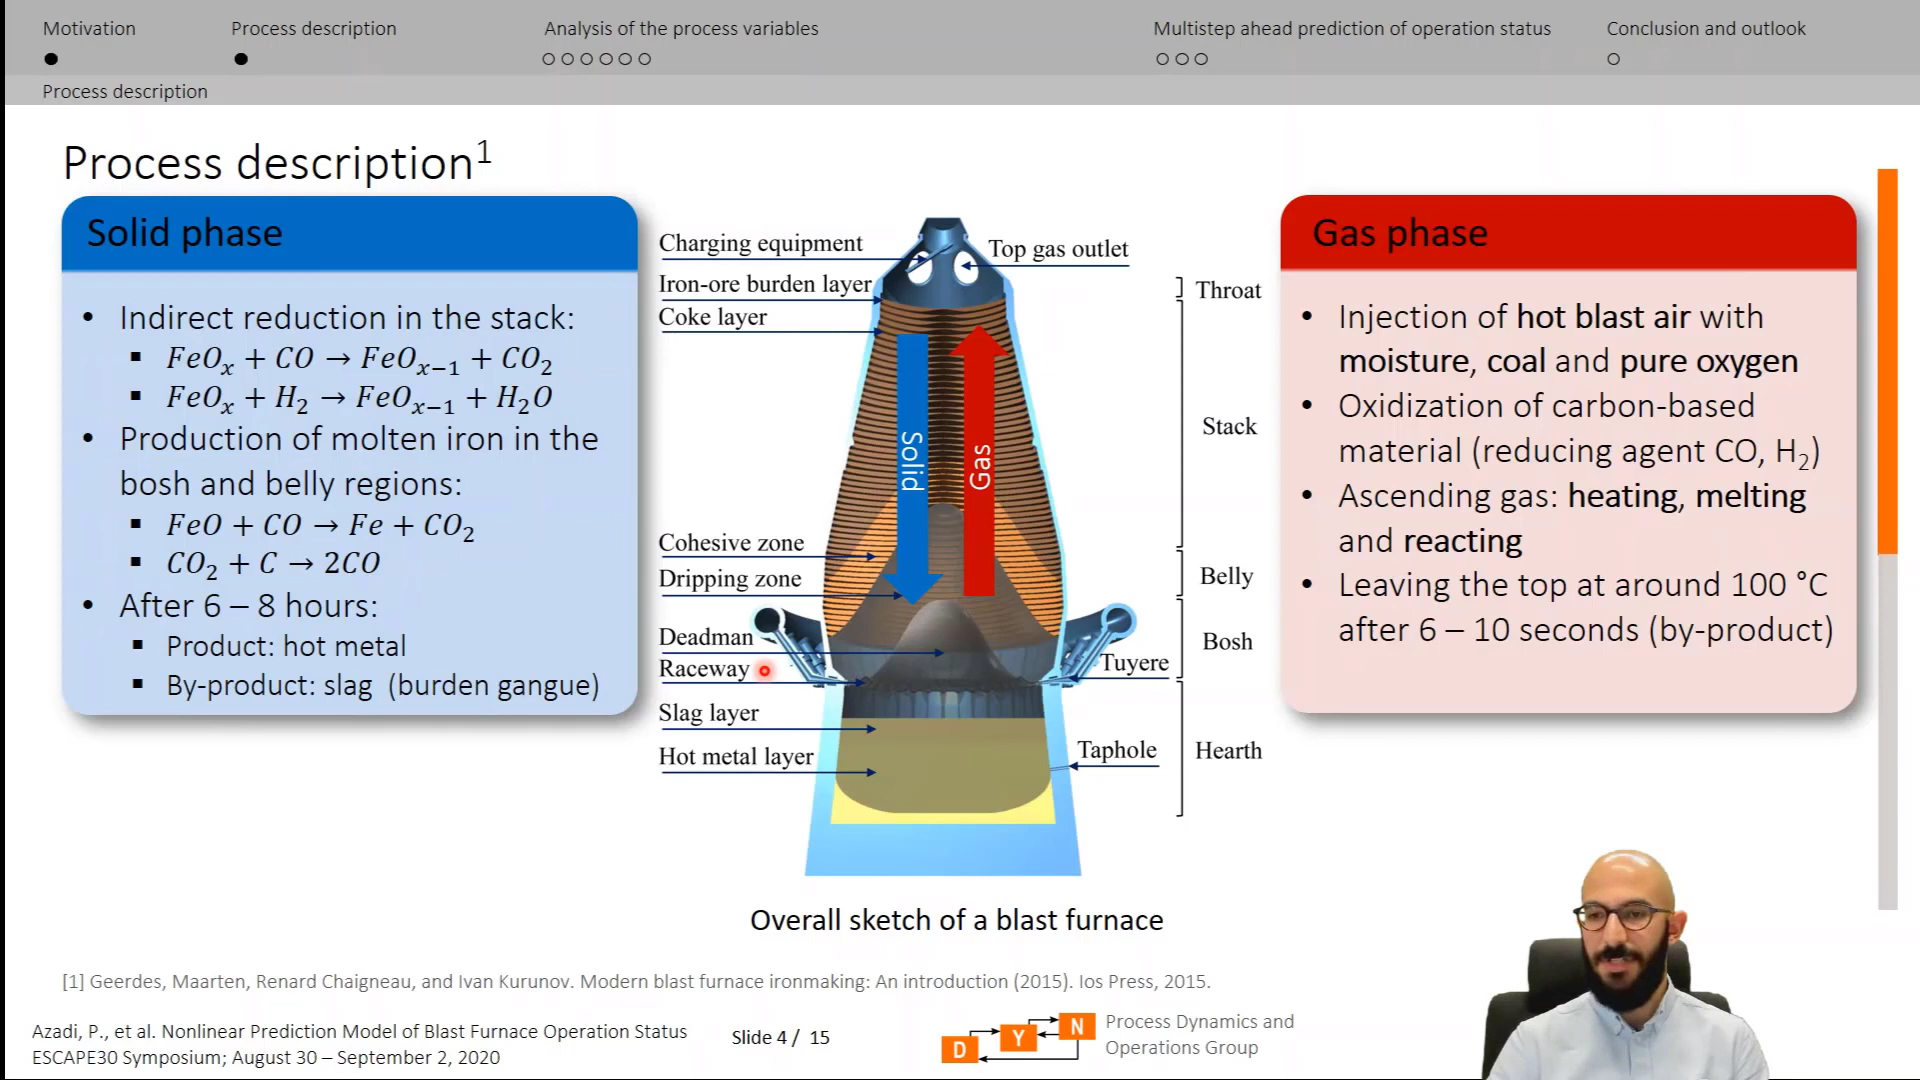 Motivation
Process description
Analysis of the process variables
Multistep ahead prediction of operation status
Conclusion and outlook
Process description
Process description¹
Solid phase
• Indirect reduction in the stack:
▪ FeOₓ + CO → FeOₓ₋₁ + CO₂
▪ FeOₓ + H₂ → FeOₓ₋₁ + H₂O
• Production of molten iron in the
bosh and belly regions:
▪ FeO + CO → Fe + CO₂
▪ CO₂ + C → 2CO
• After 6 – 8 hours:
▪ Product: hot metal
▪ By-product: slag (burden gangue)
Charging equipment
Iron-ore burden layer
Coke layer
Cohesive zone
Dripping zone
Deadman
Raceway
Slag layer
Hot metal layer
Solid
Gas
Top gas outlet
Tuyere
Taphole
Throat
Stack
Belly
Bosh
Hearth
Overall sketch of a blast furnace
Gas phase
• Injection of hot blast air with
moisture, coal and pure oxygen
• Oxidization of carbon-based
material (reducing agent CO, H₂)
• Ascending gas: heating, melting
and reacting
• Leaving the top at around 100 °C
after 6 – 10 seconds (by-product)
[1] Geerdes, Maarten, Renard Chaigneau, and Ivan Kurunov. Modern blast furnace ironmaking: An introduction (2015). Ios Press, 2015.
Azadi, P., et al. Nonlinear Prediction Model of Blast Furnace Operation Status
ESCAPE30 Symposium; August 30 – September 2, 2020
Slide 4 / 15
D Y N
Process Dynamics and
Operations Group